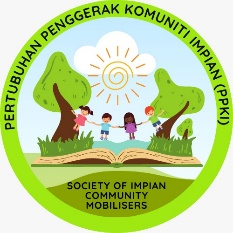 PERTUBUHAN PENGGERAK KOMUNITI IMPIAN (PPKI)
SOCIETY OF IMPIAN
COMMUNITY
MOBILISERS